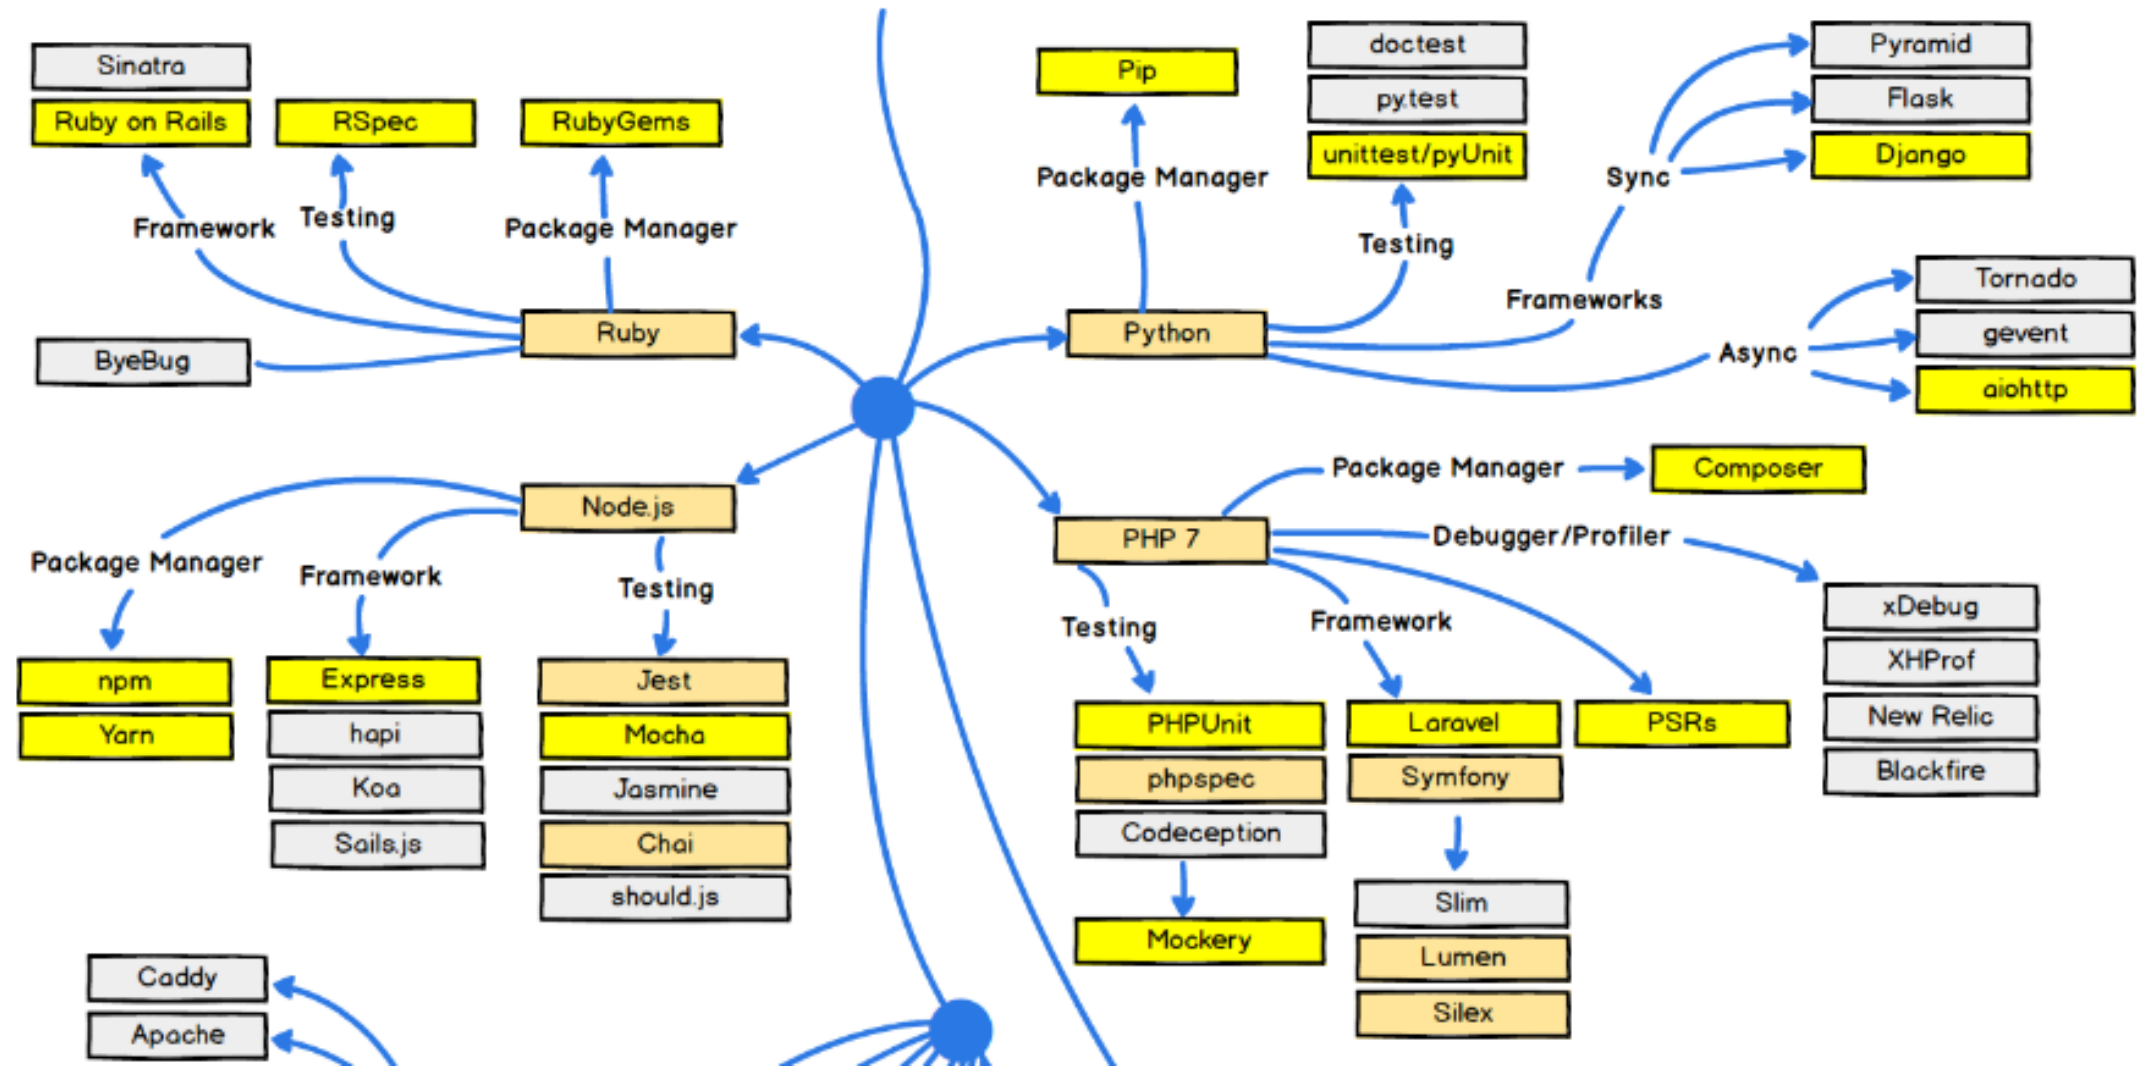 Sinatra
Ruby on Rails
RSpec
RubyGems
Framework
Testing
Package Manager
Ruby
ByeBug
Pip
Package Manager
Python
doctest
py.test
unittest/pyUnit
Testing
Frameworks
Sync
Pyramid
Flask
Django
Async
Tornado
gevent
aiohttp
Node.js
Package Manager
npm
Yarn
Framework
Express
hapi
Koa
Sails.js
Testing
Jest
Mocha
Jasmine
Chai
should.js
PHP 7
Package Manager
Composer
Debugger/Profiler
xDebug
XHProf
New Relic
Blackfire
Testing
PHPUnit
phpspec
Codeception
Mockery
Framework
Laravel
Symfony
Slim
Lumen
Silex
PSRs
Caddy
Apache